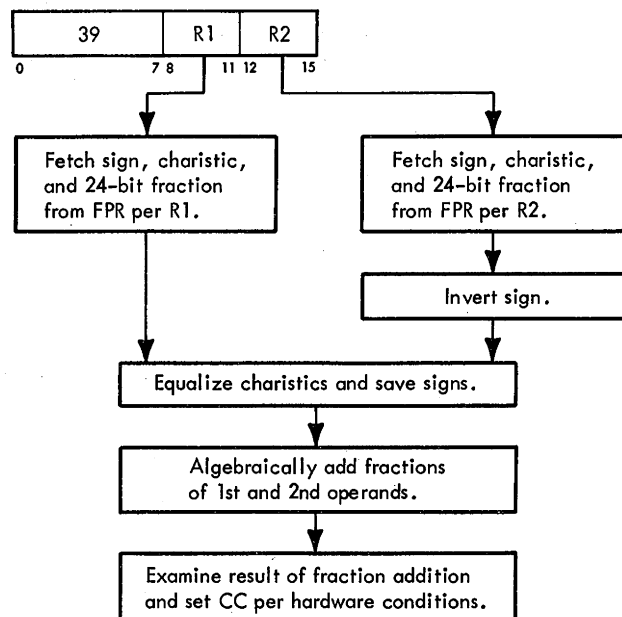 39 R1 R2
0 7 8 11 12 15
Fetch sign, charistic,
and 24-bit fraction
from FPR per R1.
Fetch sign, charistic,
and 24-bit fraction
from FPR per R2.
Invert sign.
Equalize charistics and save signs.
Algebraically add fractions
of 1st and 2nd operands.
Examine result of fraction addition
and set CC per hardware conditions.